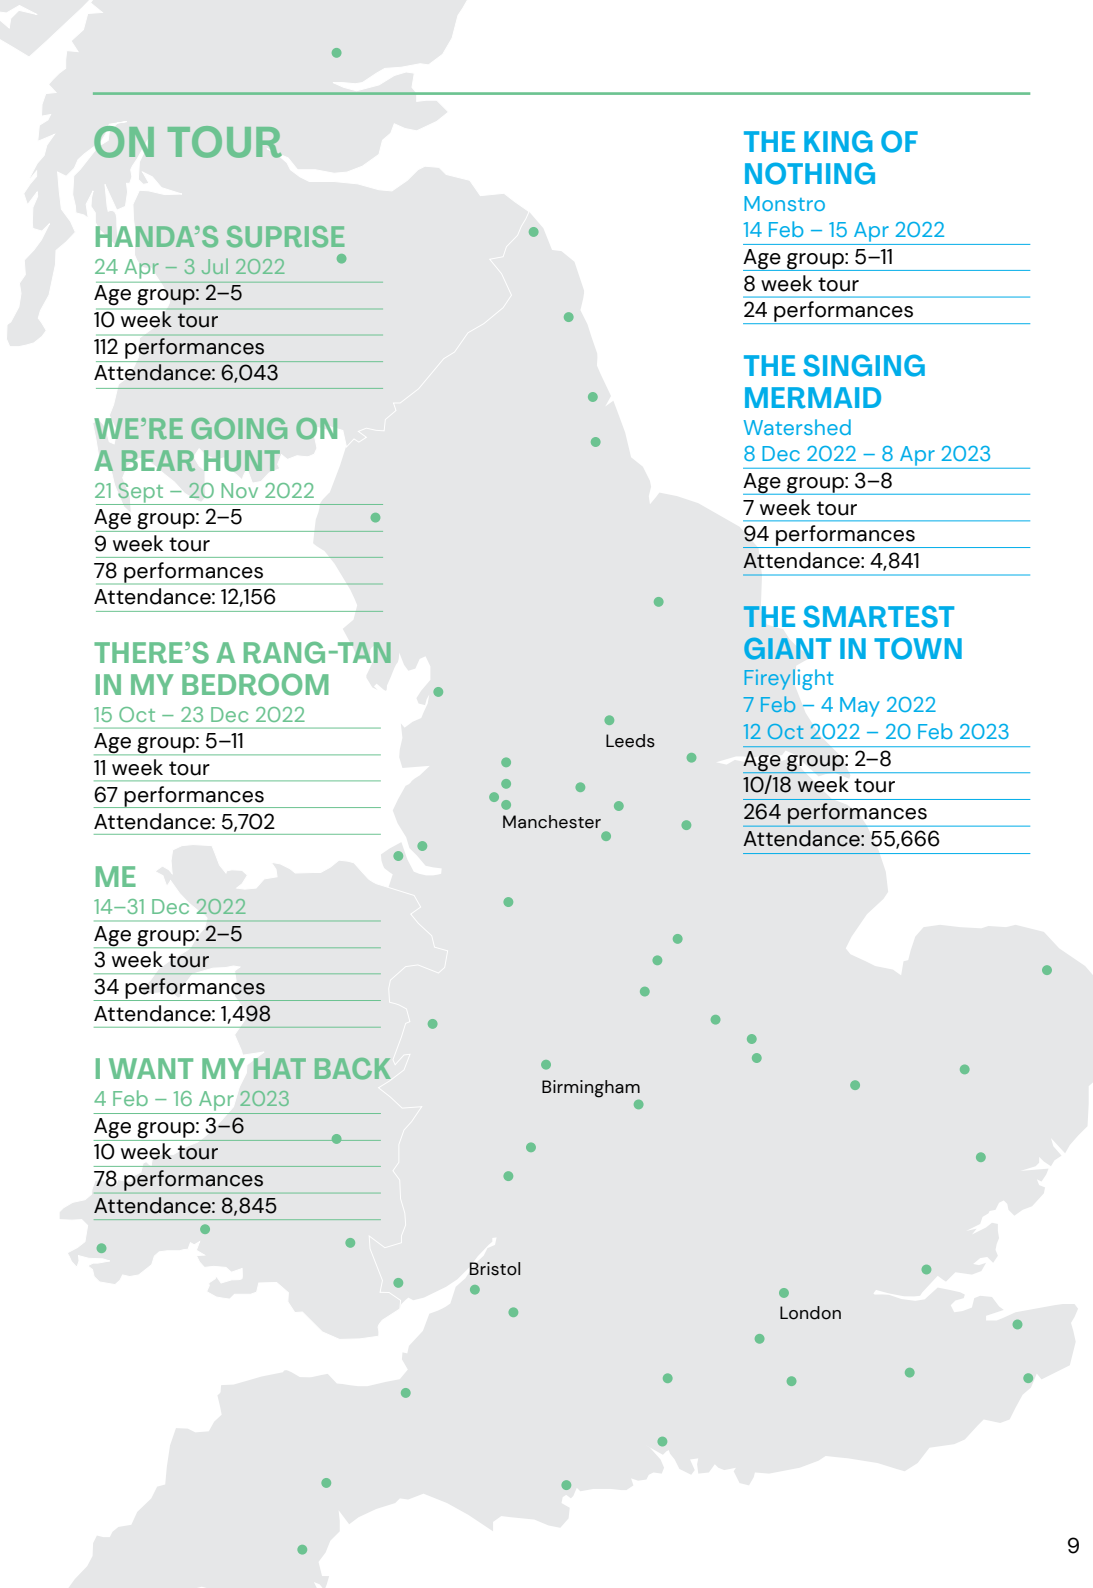 ON TOUR
HANDA’S SUPRISE
24 Apr – 3 Jul 2022
Age group: 2–5
10 week tour
112 performances
Attendance: 6,043
WE’RE GOING ON
A BEAR HUNT
21 Sept – 20 Nov 2022
Age group: 2–5
9 week tour
78 performances
Attendance: 12,156
THERE’S A RANG-TAN
IN MY BEDROOM
15 Oct – 23 Dec 2022
Age group: 5–11
11 week tour
67 performances
Attendance: 5,702
ME
14–31 Dec 2022
Age group: 2–5
3 week tour
34 performances
Attendance: 1,498
I WANT MY HAT BACK
4 Feb – 16 Apr 2023
Age group: 3–6
10 week tour
78 performances
Attendance: 8,845
THE KING OF
NOTHING
Monstro
14 Feb – 15 Apr 2022
Age group: 5–11
8 week tour
24 performances
THE SINGING
MERMAID
Watershed
8 Dec 2022 – 8 Apr 2023
Age group: 3–8
7 week tour
94 performances
Attendance: 4,841
THE SMARTEST
GIANT IN TOWN
Fireylight
7 Feb – 4 May 2022
12 Oct 2022 – 20 Feb 2023
Age group: 2–8
10/18 week tour
264 performances
Attendance: 55,666
Leeds
Manchester
Birmingham
Bristol
London
9